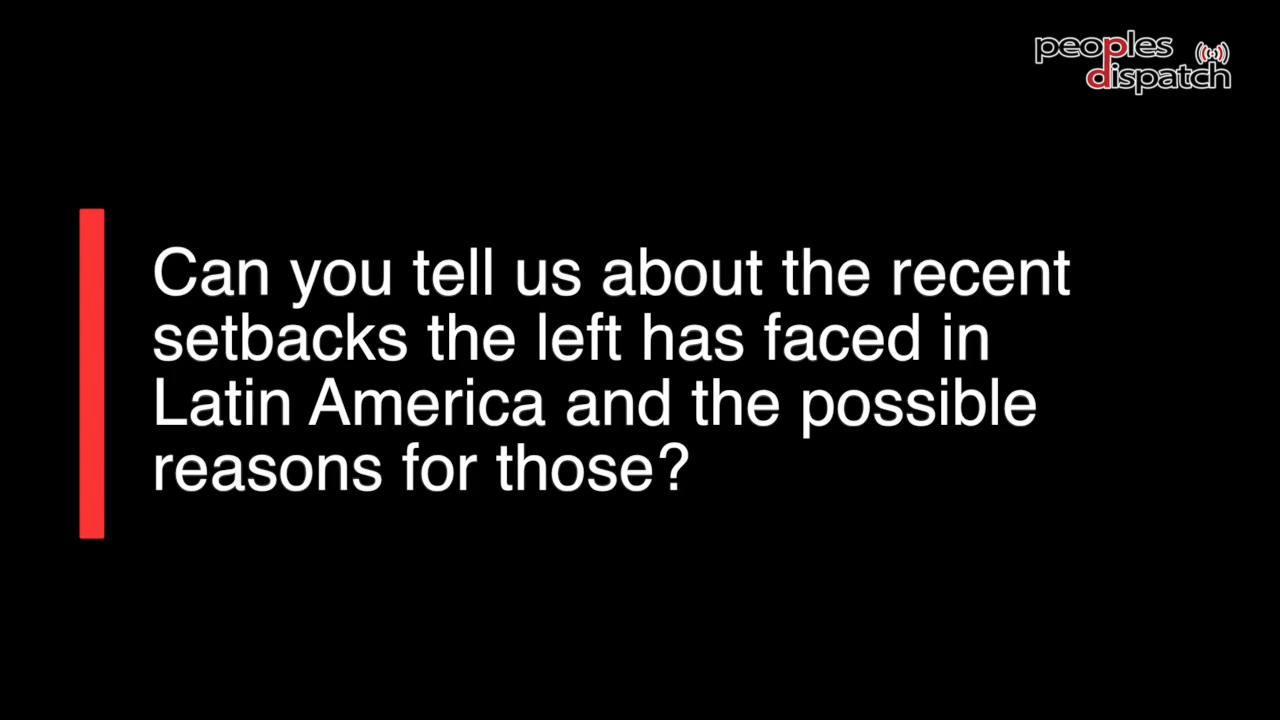 peoples
dispatch
Can you tell us about the recent
setbacks the left has faced in
Latin America and the possible
reasons for those?